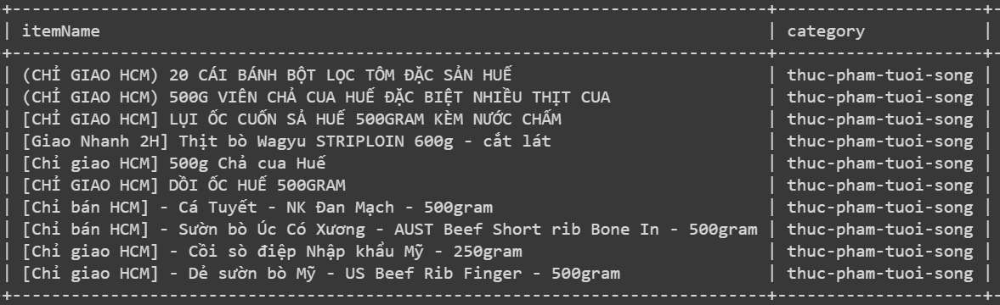 itemName | category
(CHỈ GIAO HCM) 20 CÁI BÁNH BỘT LỌC TÔM ĐẶC SẢN HUẾ | thuc-pham-tuoi-song
(CHỈ GIAO HCM) 500G VIÊN CHẢ CUA HUẾ ĐẶC BIỆT NHIỀU THỊT CUA | thuc-pham-tuoi-song
[CHỈ GIAO HCM] LỤI ỐC CUỐN SẢ HUẾ 500GRAM KÈM NƯỚC CHẤM | thuc-pham-tuoi-song
[Giao Nhanh 2H] Thịt bò Wagyu STRIPLOIN 600g - cắt lát | thuc-pham-tuoi-song
[Chỉ giao HCM] 500g Chả cua Huế | thuc-pham-tuoi-song
[CHỈ GIAO HCM] DỒI ỐC HUẾ 500GRAM | thuc-pham-tuoi-song
[Chỉ bán HCM] - Cá Tuyết - NK Đan Mạch - 500gram | thuc-pham-tuoi-song
[Chỉ bán HCM] - Sườn bò Úc Có Xương - AUST Beef Short rib Bone In - 500gram | thuc-pham-tuoi-song
[Chỉ giao HCM] - Cồi sò điệp Nhập khẩu Mỹ - 250gram | thuc-pham-tuoi-song
[Chỉ giao HCM] - Dẻ sườn bò Mỹ - US Beef Rib Finger - 500gram | thuc-pham-tuoi-song